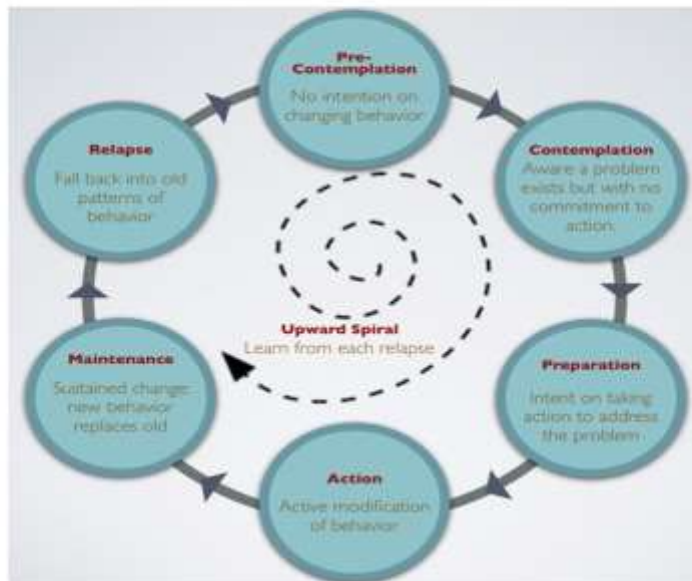 Pre-
Contemplation
No intention on
changing behavior
Contemplation
Aware a problem
exists but with no
commitment to
action.
Preparation
Intent on taking
action to address
the problem
Action
Active modification
of behavior
Maintenance
Sustained change:
new behavior
replaces old
Relapse
Fall back into old
patterns of
behavior
Upward Spiral
Learn from each relapse